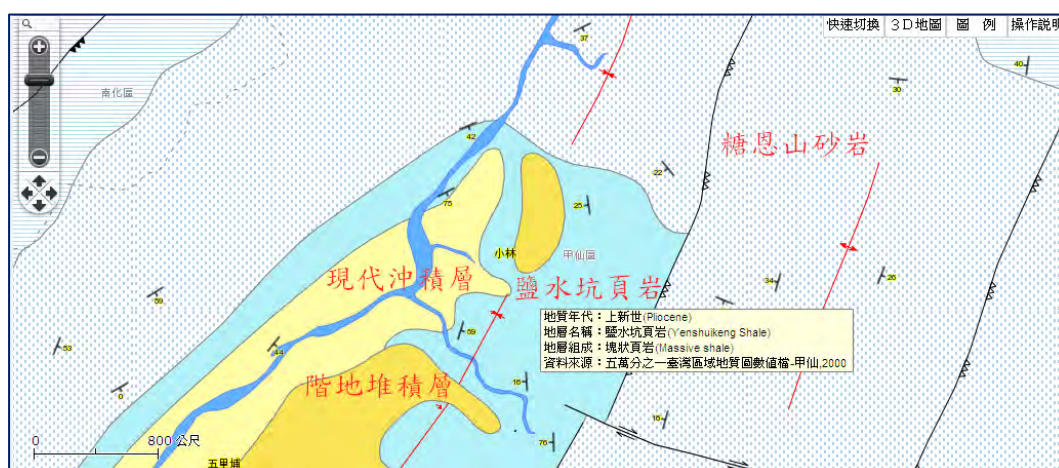 快速切換 3D地圖 圖 例 操作說明
37
40
南化區
30
糖恩山砂岩
42
22
75
25
小林
甲仙區
現代沖積層
鹽水坑頁岩
34
26
59
地質年代：上新世(Pliocene)
地層名稱：鹽水坑頁岩(Yenshuikeng Shale)
地層組成：塊狀頁岩(Massive shale)
資料來源：五萬分之一臺灣區域地質圖數值檔-甲仙,2000
59
53
44
階地堆積層
16
0
15
76
0 800 公尺
五里埔